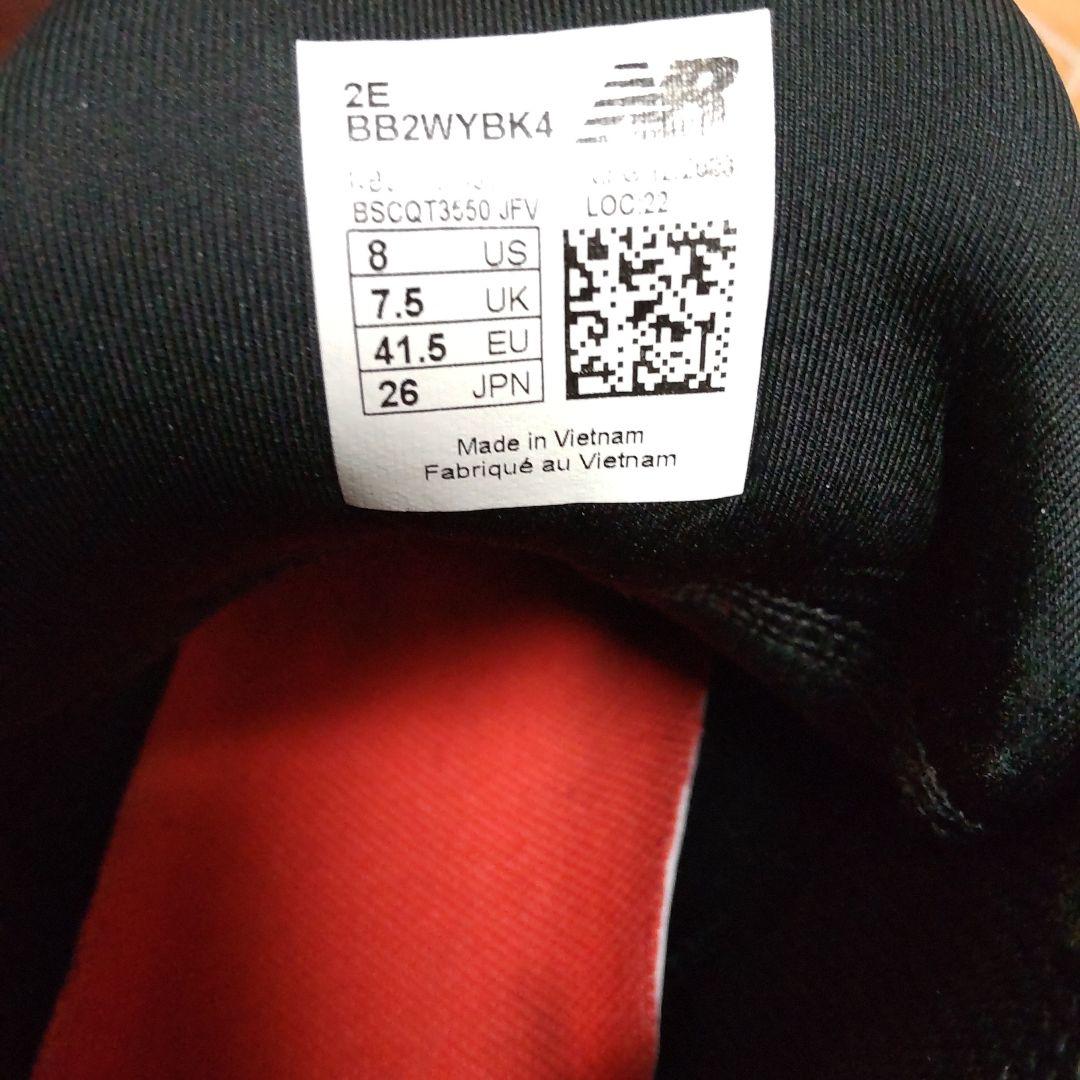 2E
BB2WYBK4
BSCQT3550 JFV
LOC:22
8 US
7.5 UK
41.5 EU
26 JPN
Made in Vietnam
Fabriqué au Vietnam